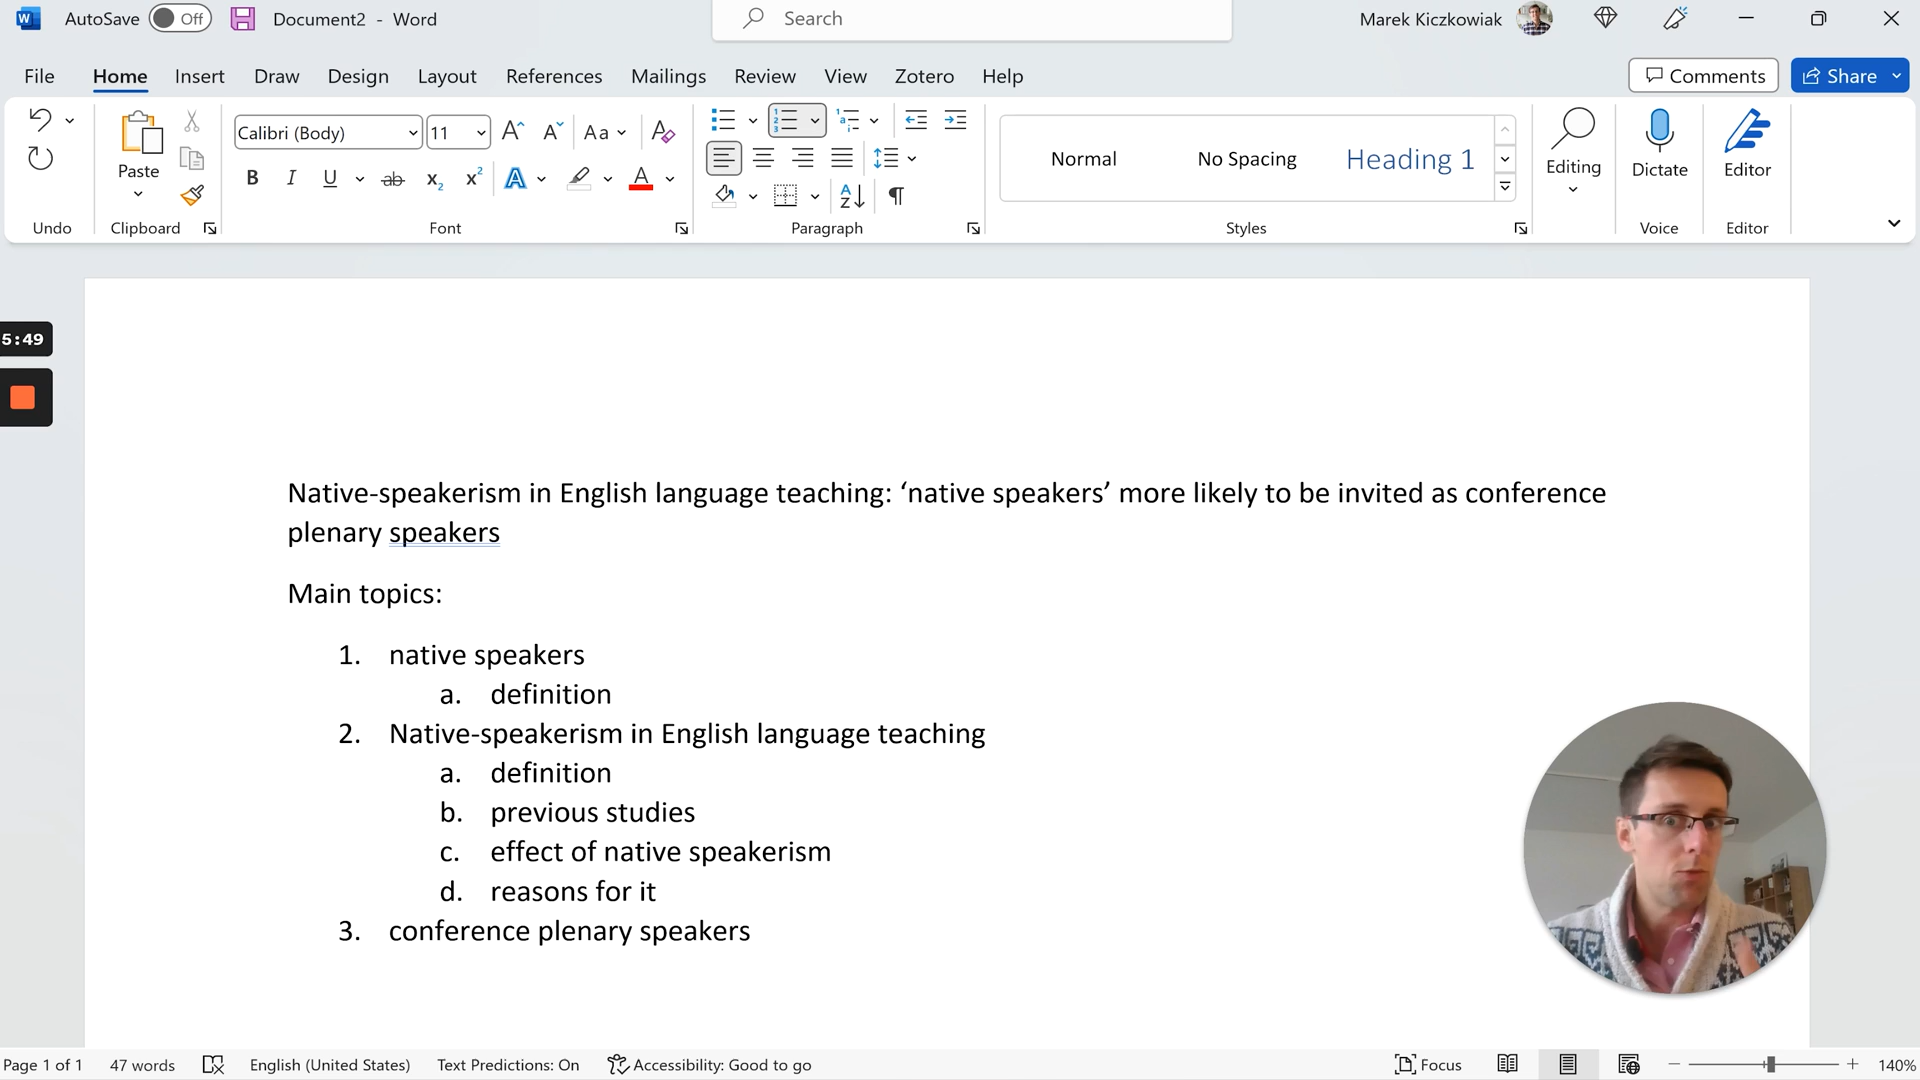 AutoSave Off Document2 - Word Search Marek Kiczkowiak
File Home Insert Draw Design Layout References Mailings Review View Zotero Help Comments Share
Paste Calibri (Body) 11 Aa Normal No Spacing Heading 1 Editing Dictate Editor
Undo Clipboard Font Paragraph Styles Voice Editor
5:49
Native-speakerism in English language teaching: ‘native speakers’ more likely to be invited as conference
plenary speakers
Main topics:
1. native speakers
a. definition
2. Native-speakerism in English language teaching
a. definition
b. previous studies
c. effect of native speakerism
d. reasons for it
3. conference plenary speakers
Page 1 of 1 47 words English (United States) Text Predictions: On Accessibility: Good to go Focus 140%